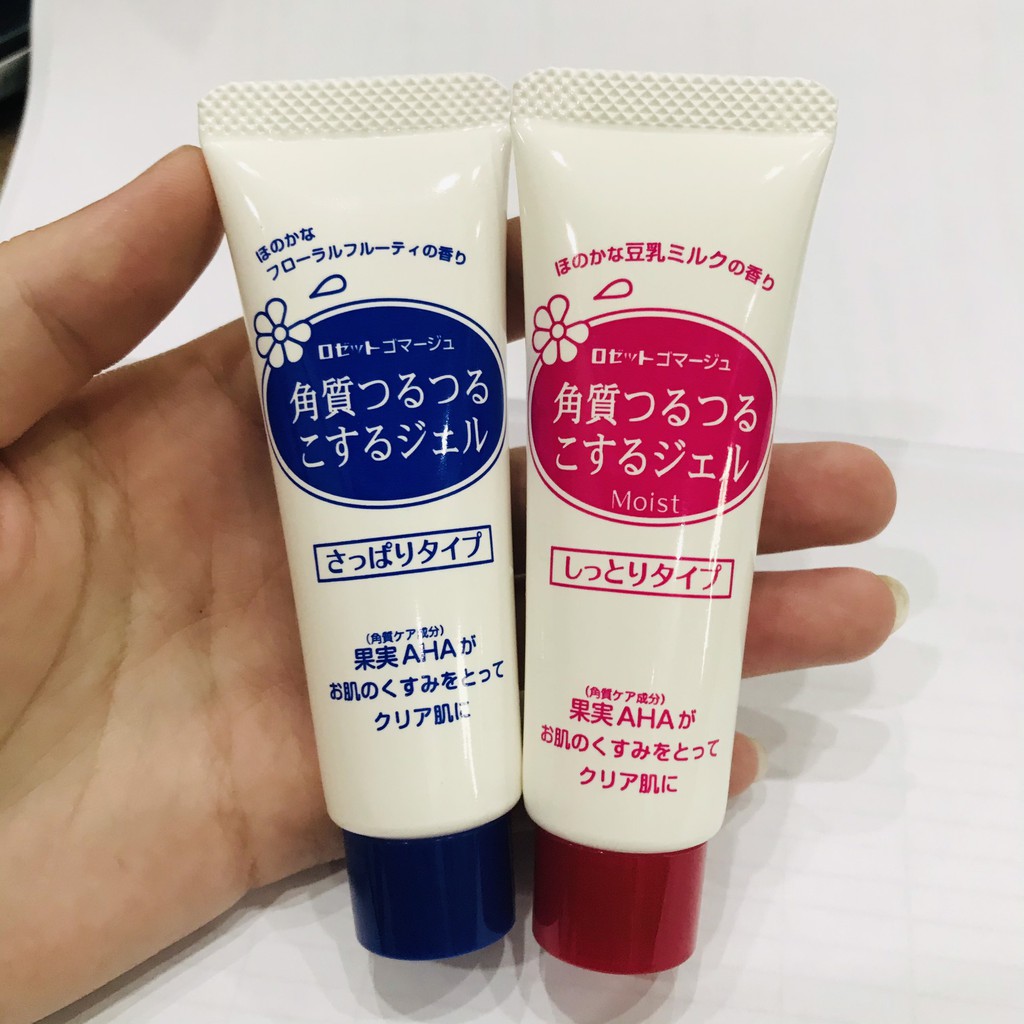 ほのかな
フローラルフルーティの香り
ロゼットゴマージュ
角質つるつる
こするジェル
さっぱりタイプ
(角質ケア成分)
果実AHAが
お肌のくすみをとって
クリア肌に
ほのかな豆乳ミルクの香り
ロゼットゴマージュ
角質つるつる
こするジェル
Moist
しっとりタイプ
(角質ケア成分)
果実AHAが
お肌のくすみをとって
クリア肌に